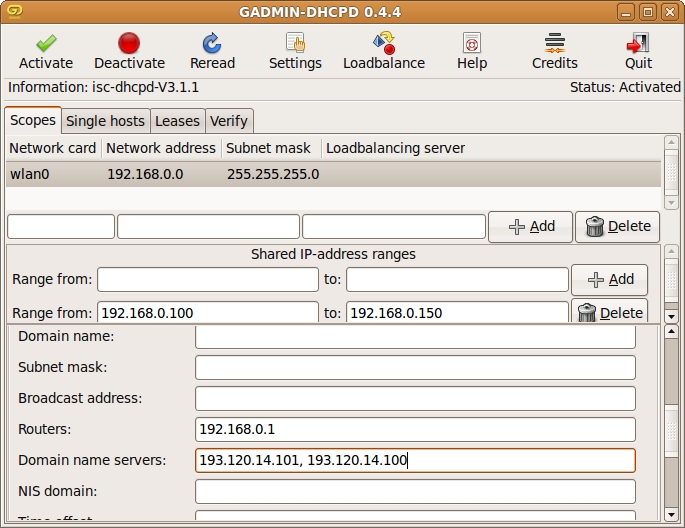 GADMIN-DHCPD 0.4.4
Activate Deactivate Reread Settings Loadbalance Help Credits Quit
Information: isc-dhcpd-V3.1.1 Status: Activated
Scopes Single hosts Leases Verify
Network card Network address Subnet mask Loadbalancing server
wlan0 192.168.0.0 255.255.255.0
Add Delete
Shared IP-address ranges
Range from: to: Add
Range from: 192.168.0.100 to: 192.168.0.150 Delete
Domain name:
Subnet mask:
Broadcast address:
Routers: 192.168.0.1
Domain name servers: 193.120.14.101, 193.120.14.100
NIS domain:
Time offset